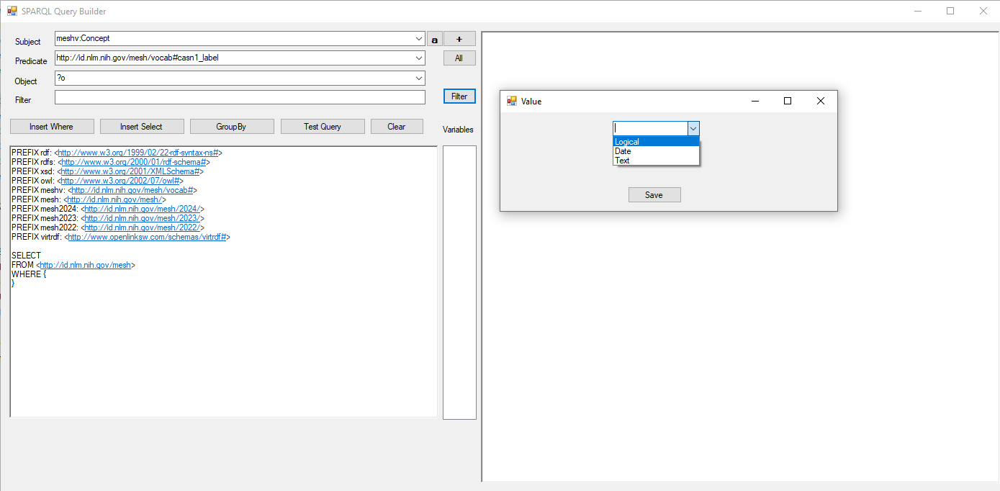 SPARQL Query Builder
Subject
meshv:Concept
a
+
Predicate
http://id.nlm.nih.gov/mesh/vocab#casn1_label
All
Object
?o
Filter
Filter
Insert Where
Insert Select
GroupBy
Test Query
Clear
Variables
PREFIX rdf: <http://www.w3.org/1999/02/22-rdf-syntax-ns#>
PREFIX rdfs: <http://www.w3.org/2000/01/rdf-schema#>
PREFIX xsd: <http://www.w3.org/2001/XMLSchema#>
PREFIX owl: <http://www.w3.org/2002/07/owl#>
PREFIX meshv: <http://id.nlm.nih.gov/mesh/vocab#>
PREFIX mesh: <http://id.nlm.nih.gov/mesh/>
PREFIX mesh2024: <http://id.nlm.nih.gov/mesh/2024/>
PREFIX mesh2023: <http://id.nlm.nih.gov/mesh/2023/>
PREFIX mesh2022: <http://id.nlm.nih.gov/mesh/2022/>
PREFIX virtrdf: <http://www.openlinksw.com/schemas/virtrdf#>
SELECT
FROM <http://id.nlm.nih.gov/mesh>
WHERE {
}
Value
Logical
Date
Text
Save